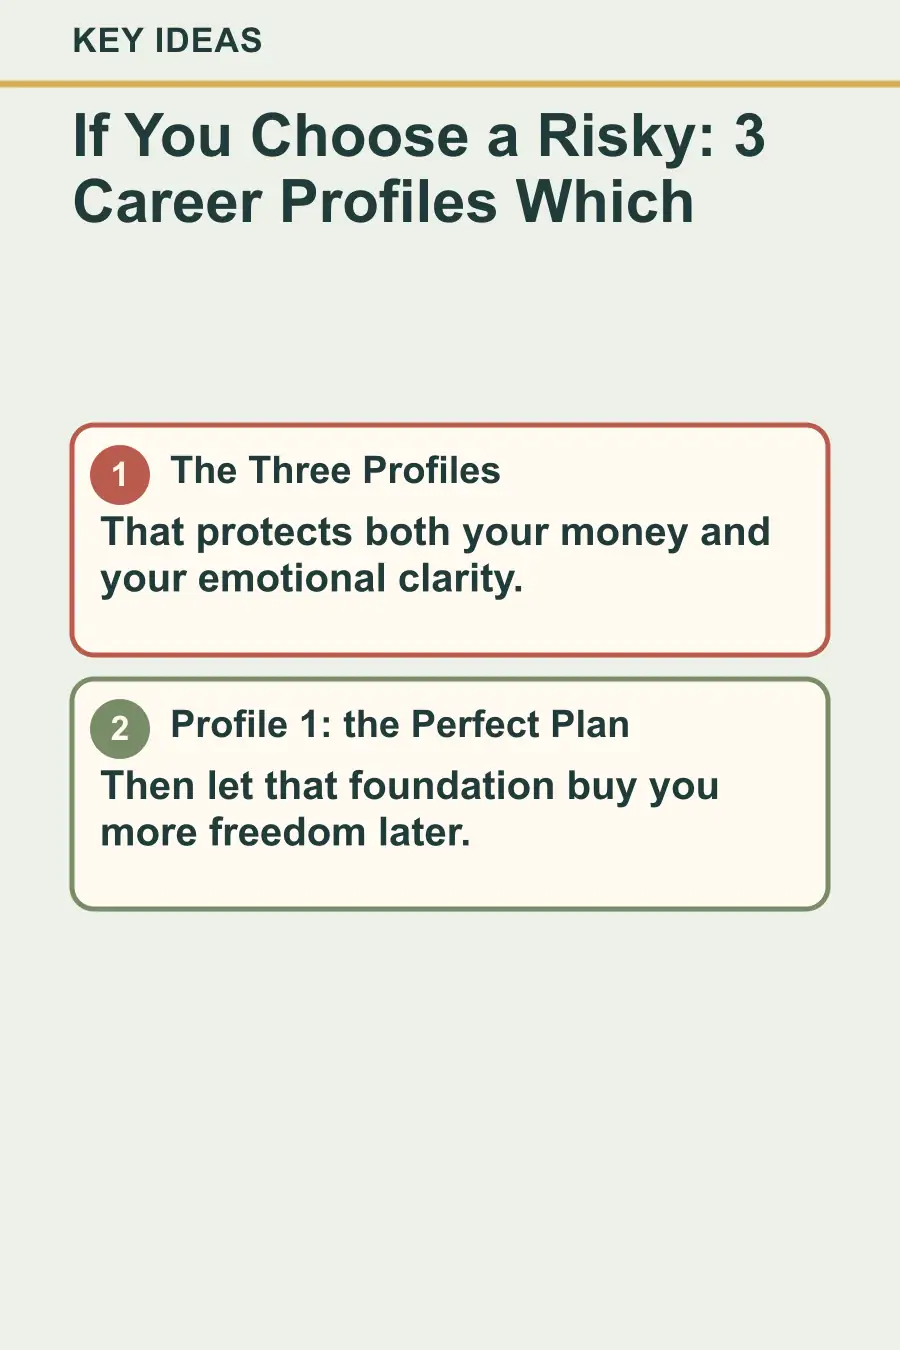 KEY IDEAS
If You Choose a Risky: 3
Career Profiles Which
1 The Three Profiles
That protects both your money and
your emotional clarity.
2 Profile 1: the Perfect Plan
Then let that foundation buy you
more freedom later.